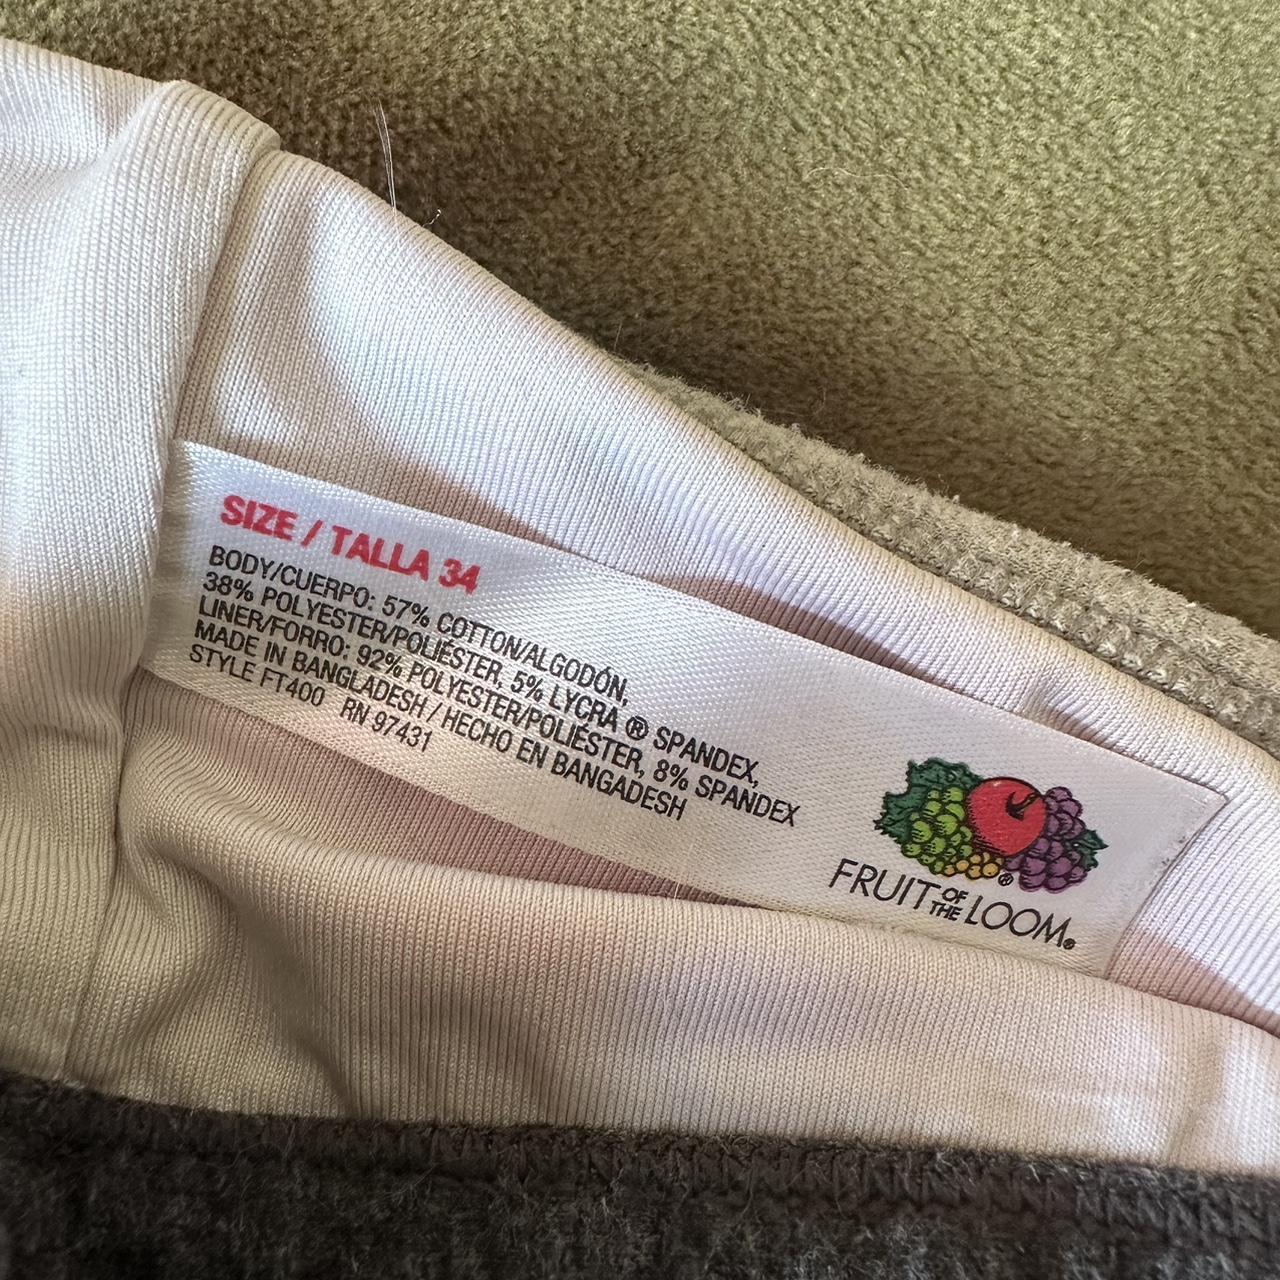 SIZE / TALLA 34
BODY/CUERPO: 57% COTTON/ALGODÓN,
38% POLYESTER/POLIÉSTER, 5% LYCRA ® SPANDEX,
LINER/FORRO: 92% POLYESTER/POLIÉSTER, 8% SPANDEX
MADE IN BANGLADESH / HECHO EN BANGADESH
STYLE FT400 RN 97431
®
FRUIT OF THE LOOM®